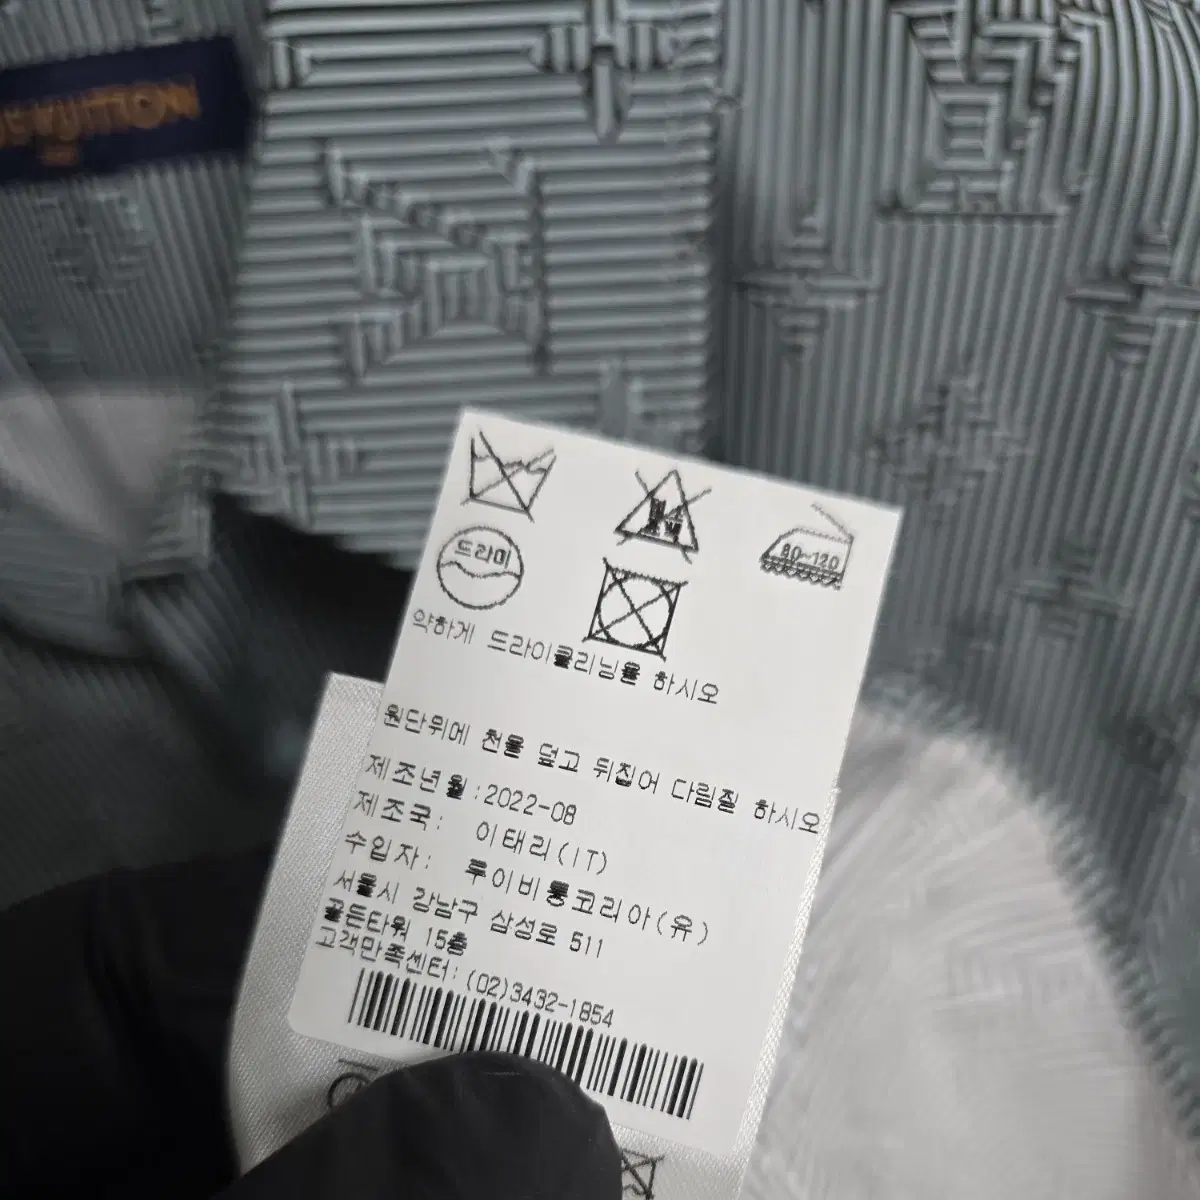 VUITTON
표백
80~120
드라이
약하게 드라이클리닝을 하시오
원단위에 천을 덮고 뒤집어 다림질 하시오
제조년월:2022-08
제조국: 이태리(IT)
수입자: 루이비통코리아(유)
서울시 강남구 삼성로 511
골든타워 15층
고객만족센터:(02)3432-1854